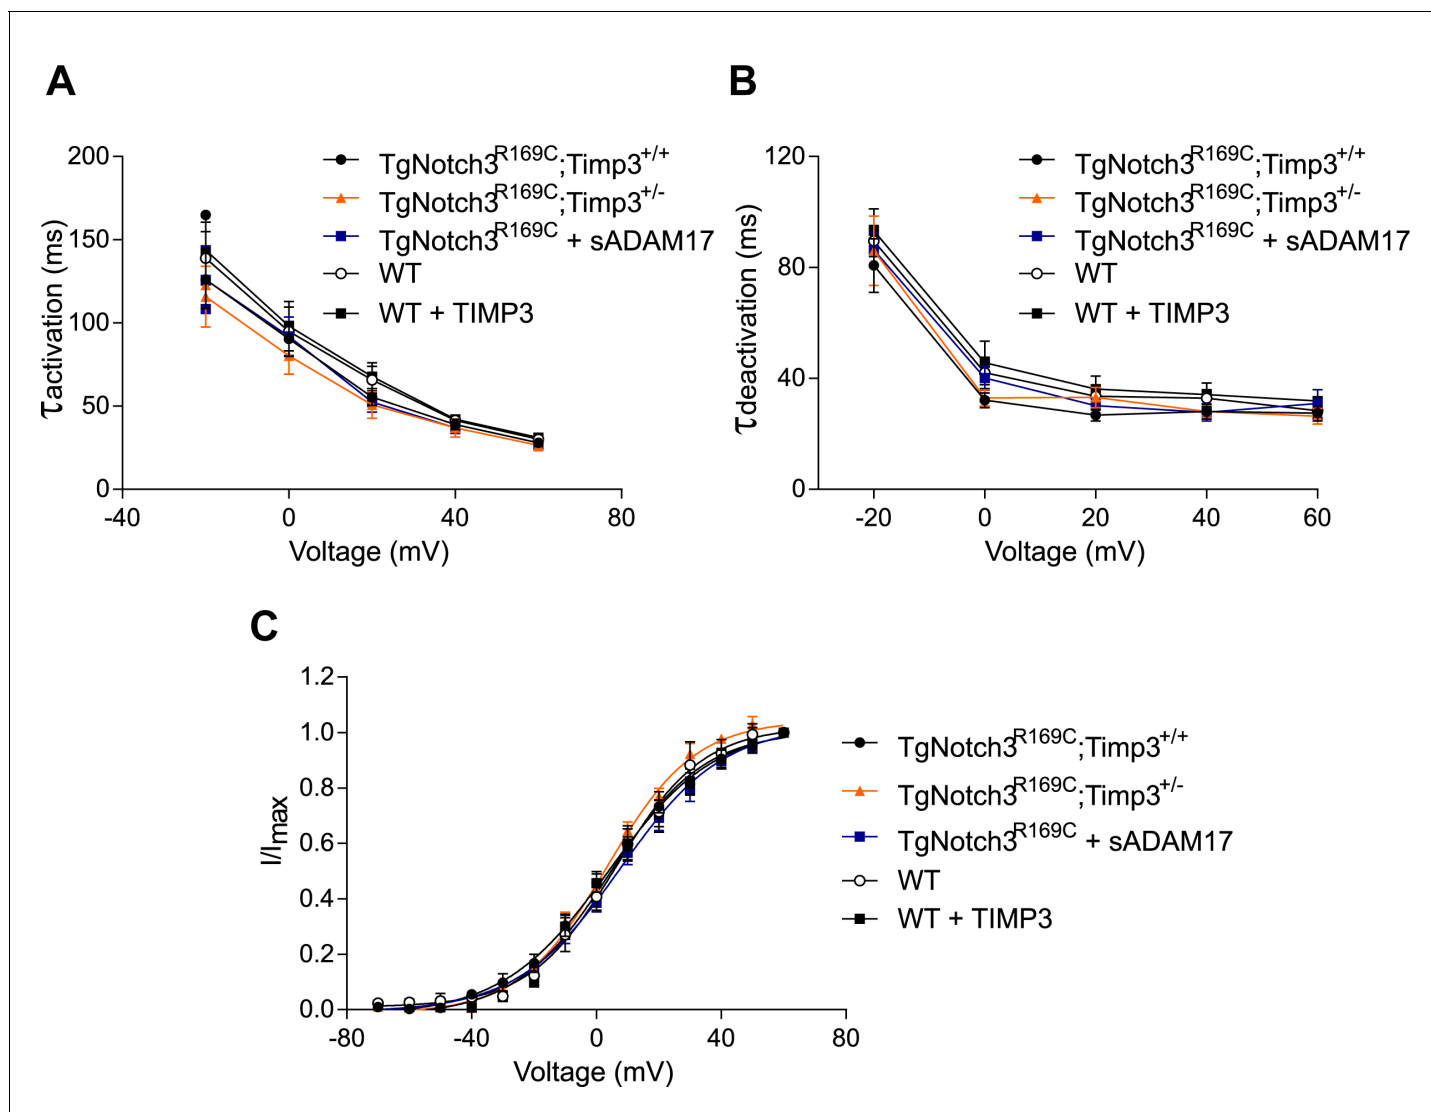 A
200
150
100
50
0
-40
0
40
80
τactivation (ms)
Voltage (mV)
TgNotch3R169C;Timp3+/+
TgNotch3R169C;Timp3+/-
TgNotch3R169C + sADAM17
WT
WT + TIMP3
B
120
80
40
0
-20
0
20
40
60
τdeactivation (ms)
Voltage (mV)
TgNotch3R169C;Timp3+/+
TgNotch3R169C;Timp3+/-
TgNotch3R169C + sADAM17
WT
WT + TIMP3
C
1.2
1.0
0.8
0.6
0.4
0.2
0.0
-80
-40
0
40
80
I/Imax
Voltage (mV)
TgNotch3R169C;Timp3+/+
TgNotch3R169C;Timp3+/-
TgNotch3R169C + sADAM17
WT
WT + TIMP3